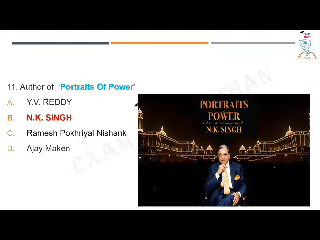 11. Author of 'Portraits Of Power'
A. Y.V. REDDY
B. N.K. SINGH
C. Ramesh Pokhriyal Nishank
D. Ajay Maken
PORTRAITS
POWER
N.K. SINGH